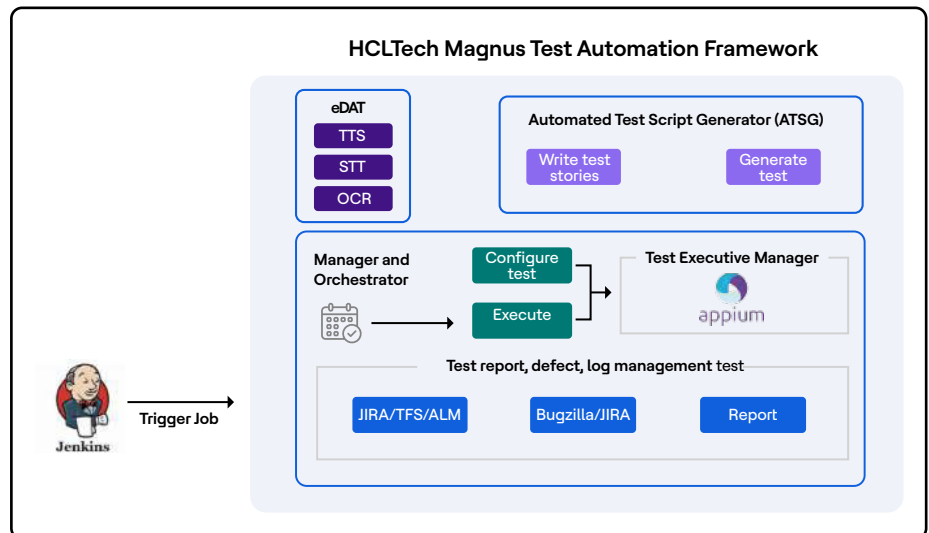 HCLTech Magnus Test Automation Framework
eDAT
TTS
STT
OCR
Automated Test Script Generator (ATSG)
Write test
stories
Generate
test
Manager and
Orchestrator
Configure
test
Execute
Test Executive Manager
appium
Test report, defect, log management test
JIRA/TFS/ALM
Bugzilla/JIRA
Report
Jenkins
Trigger Job